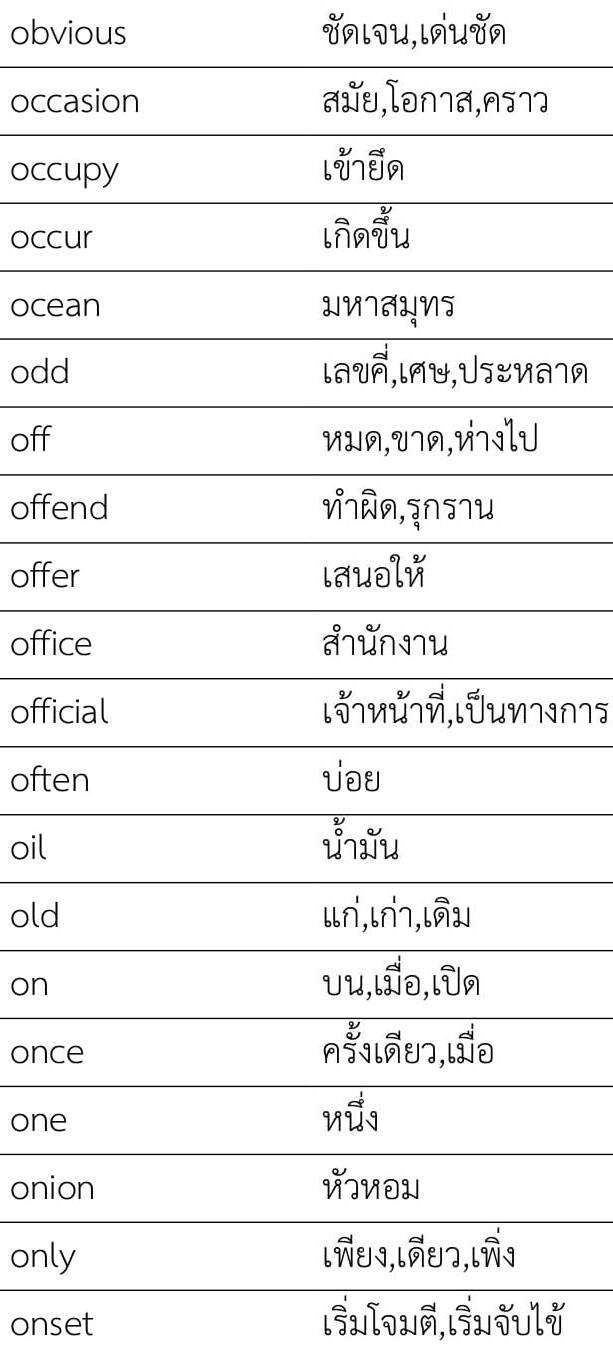 obvious ชัดเจน,เด่นชัด
occasion สมัย,โอกาส,คราว
occupy เข้ายึด
occur เกิดขึ้น
ocean มหาสมุทร
odd เลขคี่,เศษ,ประหลาด
off หมด,ขาด,ห่างไป
offend ทำผิด,รุกราน
offer เสนอให้
office สำนักงาน
official เจ้าหน้าที่,เป็นทางการ
often บ่อย
oil น้ำมัน
old แก่,เก่า,เดิม
on บน,เมื่อ,เปิด
once ครั้งเดียว,เมื่อ
one หนึ่ง
onion หัวหอม
only เพียง,เดียว,เพิ่ง
onset เริ่มโจมตี,เริ่มจับไข้